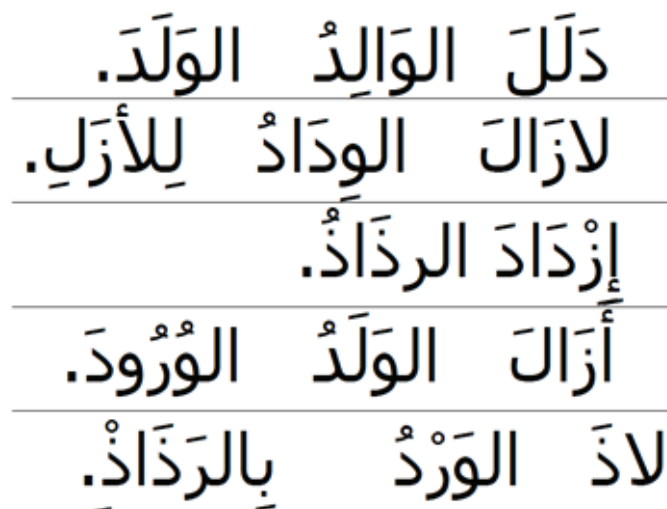 دَلَلَ الوَالِدُ الوَلَدَ.
لازَالَ الوِدَادُ لِلأزَلِ.
إزْدَادَ الرذَاذُ.
أَزَالَ الوَلَدُ الوُرُودَ.
لاذَ الوَرْدُ بِالرَذَاذْ.